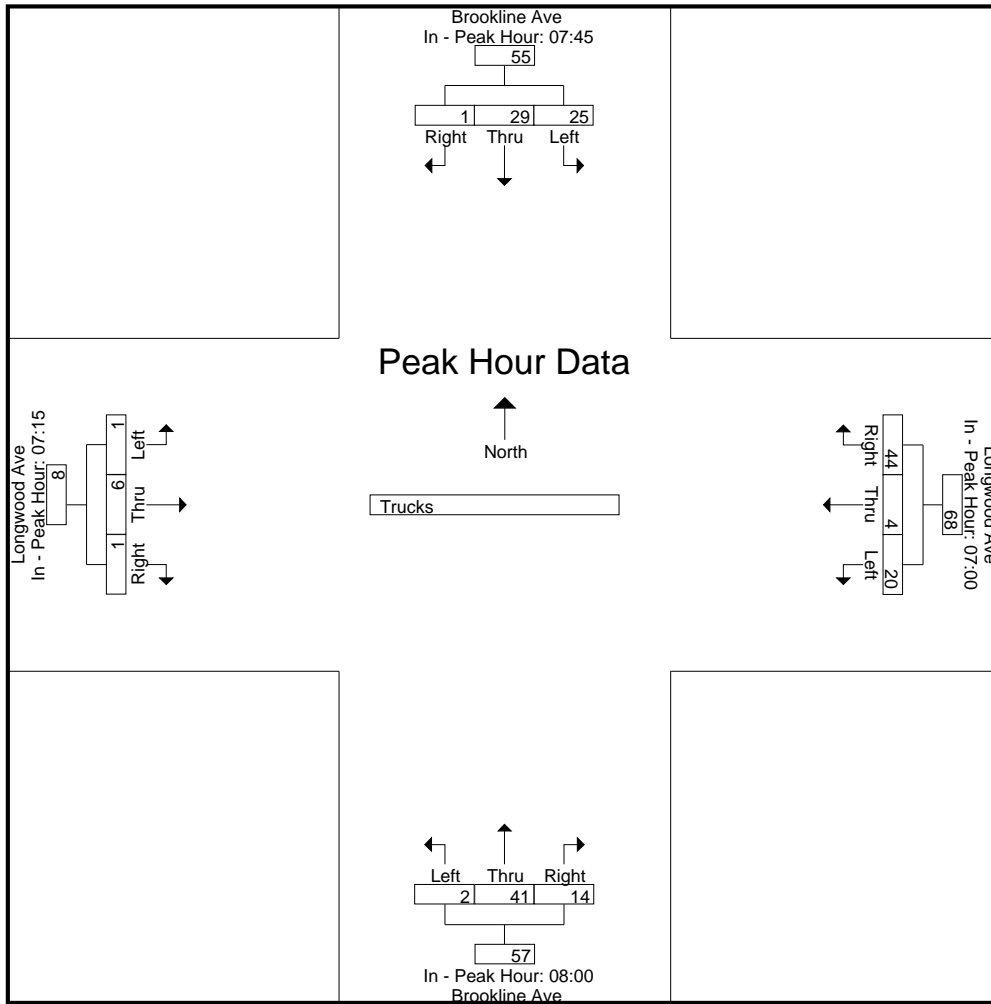 Brookline Ave
In - Peak Hour: 07:45
55
1 29 25
Right Thru Left
Peak Hour Data
North
Trucks
Longwood Ave
In - Peak Hour: 07:15
8
1 6 1
Left Thru Right
Right Thru Left
44 4 20
68
In - Peak Hour: 07:00
Longwood Ave
Left Thru Right
2 41 14
57
In - Peak Hour: 08:00
Brookline Ave